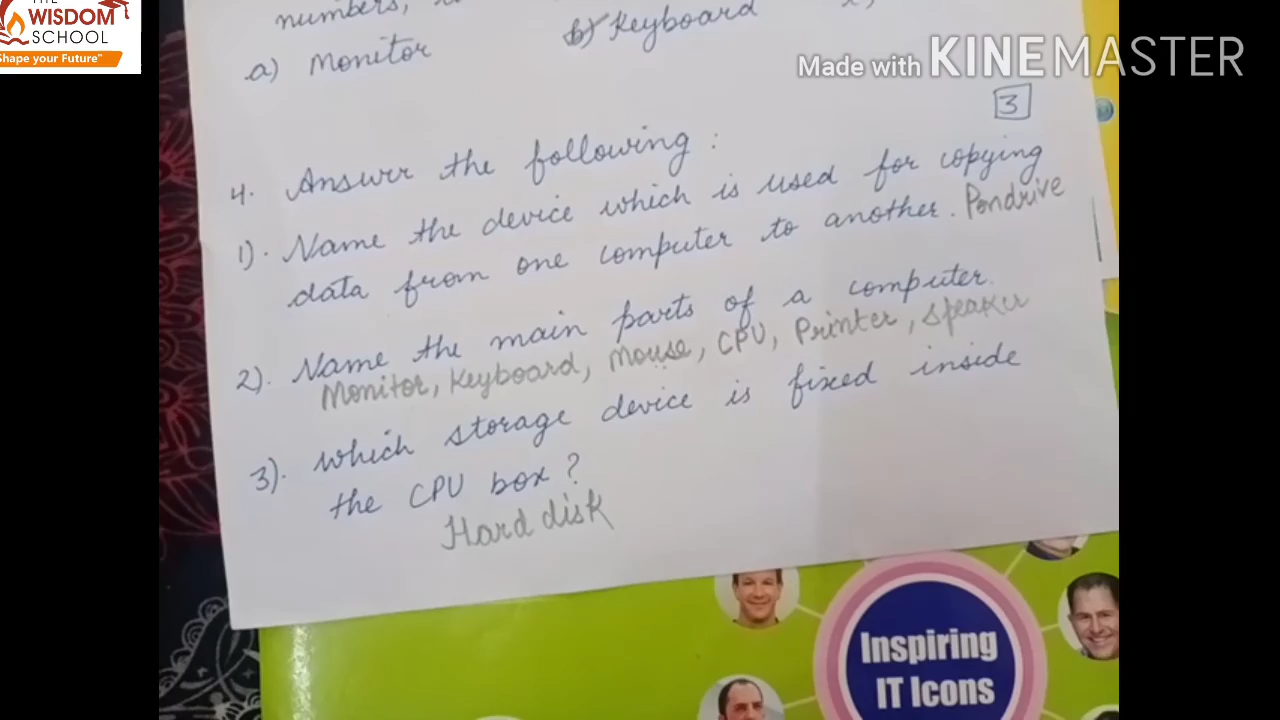 THE
WISDOM
SCHOOL
Shape your Future"
Made with KINEMASTER
numbers,
a) Monitor b) Keyboard
3
4. Answer the following :
1). Name the device which is used for copying
data from one computer to another. Pendrive
2). Name the main parts of a computer.
Monitor, Keyboard, Mouse, CPU, Printer, Speaker
3). which storage device is fixed inside
the CPU box ?
Hard disk
Inspiring
IT Icons